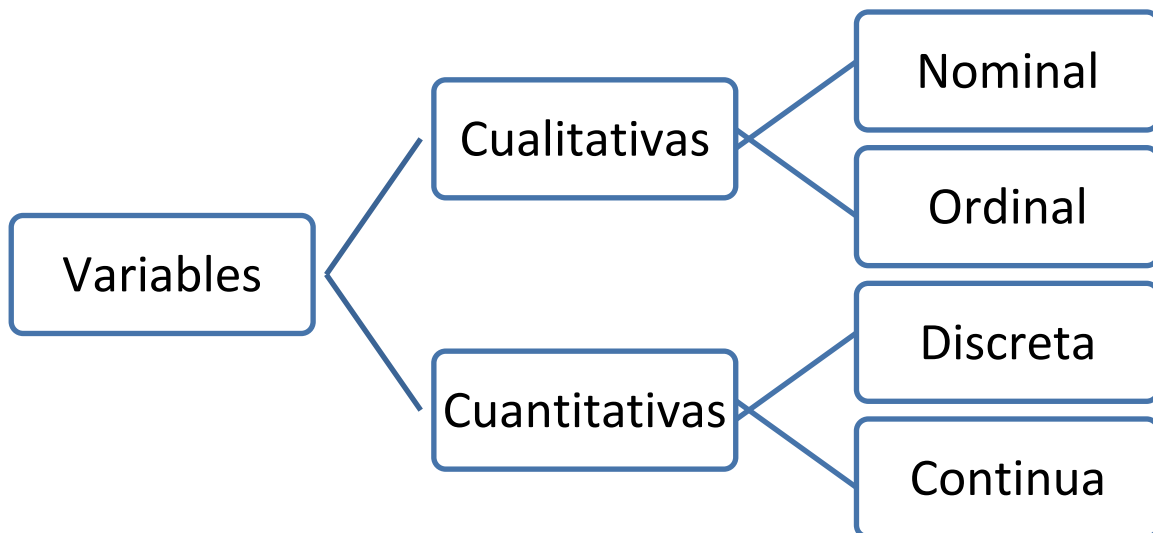 Variables
Cualitativas
Nominal
Ordinal
Cuantitativas
Discreta
Continua